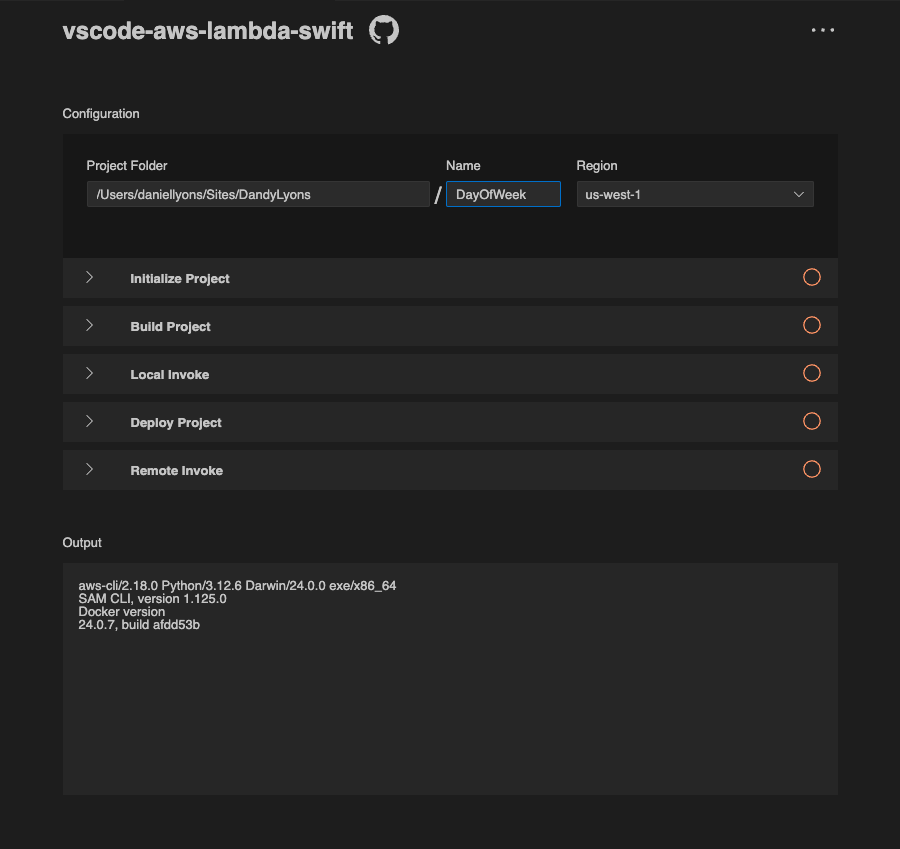 vscode-aws-lambda-swift
Configuration
Project Folder
Name
Region
/Users/daniellyons/Sites/DandyLyons
/
DayOfWeek
us-west-1
Initialize Project
Build Project
Local Invoke
Deploy Project
Remote Invoke
Output
aws-cli/2.18.0 Python/3.12.6 Darwin/24.0.0 exe/x86_64
SAM CLI, version 1.125.0
Docker version
24.0.7, build afdd53b